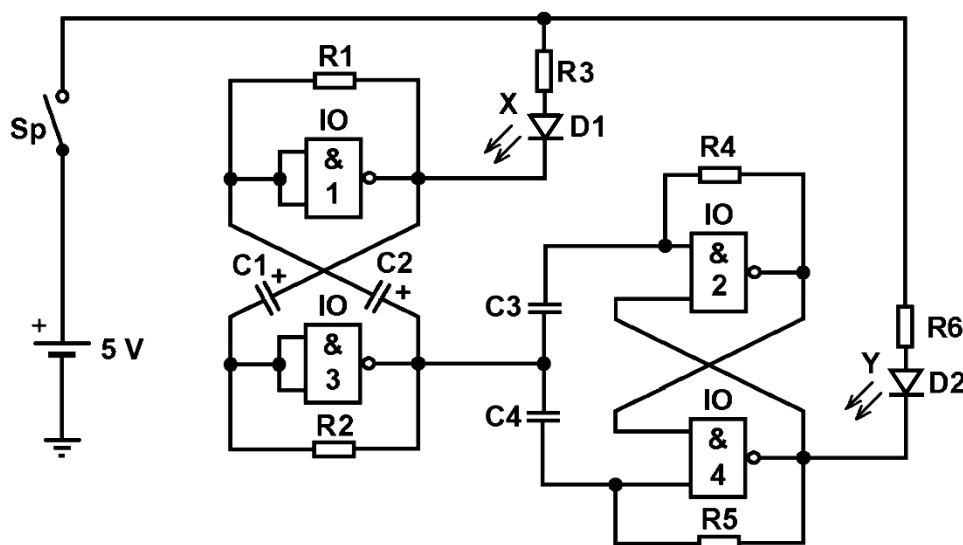 R1
R3
X
D1
Sp
IO
&
1
R4
IO
&
2
C1
+
C2
+
C3
IO
&
3
+
5 V
R6
Y
D2
C4
IO
&
4
R2
R5